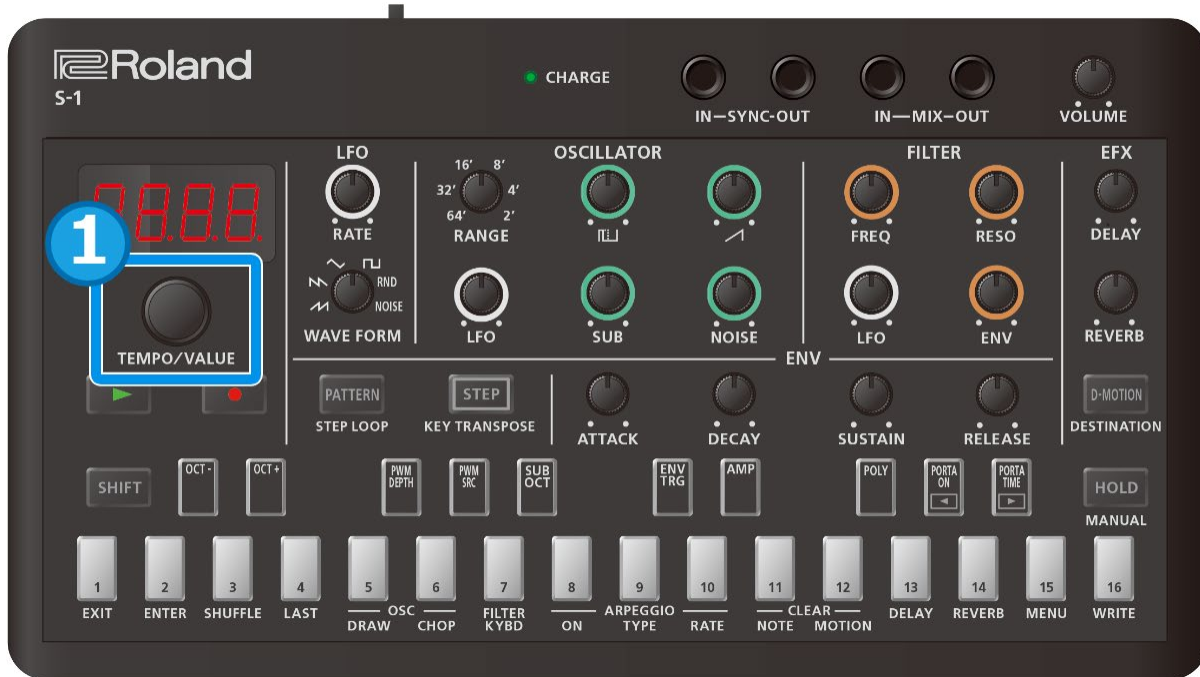 Roland
S-1
CHARGE
IN-SYNC-OUT
IN-MIX-OUT
VOLUME
LFO
OSCILLATOR
FILTER
EFX
16' 8'
32' 4'
64' 2'
RATE
RANGE
FREQ
RESO
DELAY
1
TEMPO/VALUE
RND
NOISE
WAVE FORM
LFO
SUB
NOISE
LFO
ENV
REVERB
ENV
PATTERN
STEP LOOP
STEP
KEY TRANSPOSE
ATTACK
DECAY
SUSTAIN
RELEASE
D-MOTION
DESTINATION
SHIFT
OCT -
OCT +
PWM
DEPTH
PWM
SRC
SUB
OCT
ENV
TRG
AMP
POLY
PORTA
ON
PORTA
TIME
HOLD
MANUAL
1 2 3 4 5 6 7 8 9 10 11 12 13 14 15 16
EXIT ENTER SHUFFLE LAST OSC FILTER ARPEGGIO CLEAR DELAY REVERB MENU WRITE
DRAW CHOP KYBD ON TYPE RATE NOTE MOTION